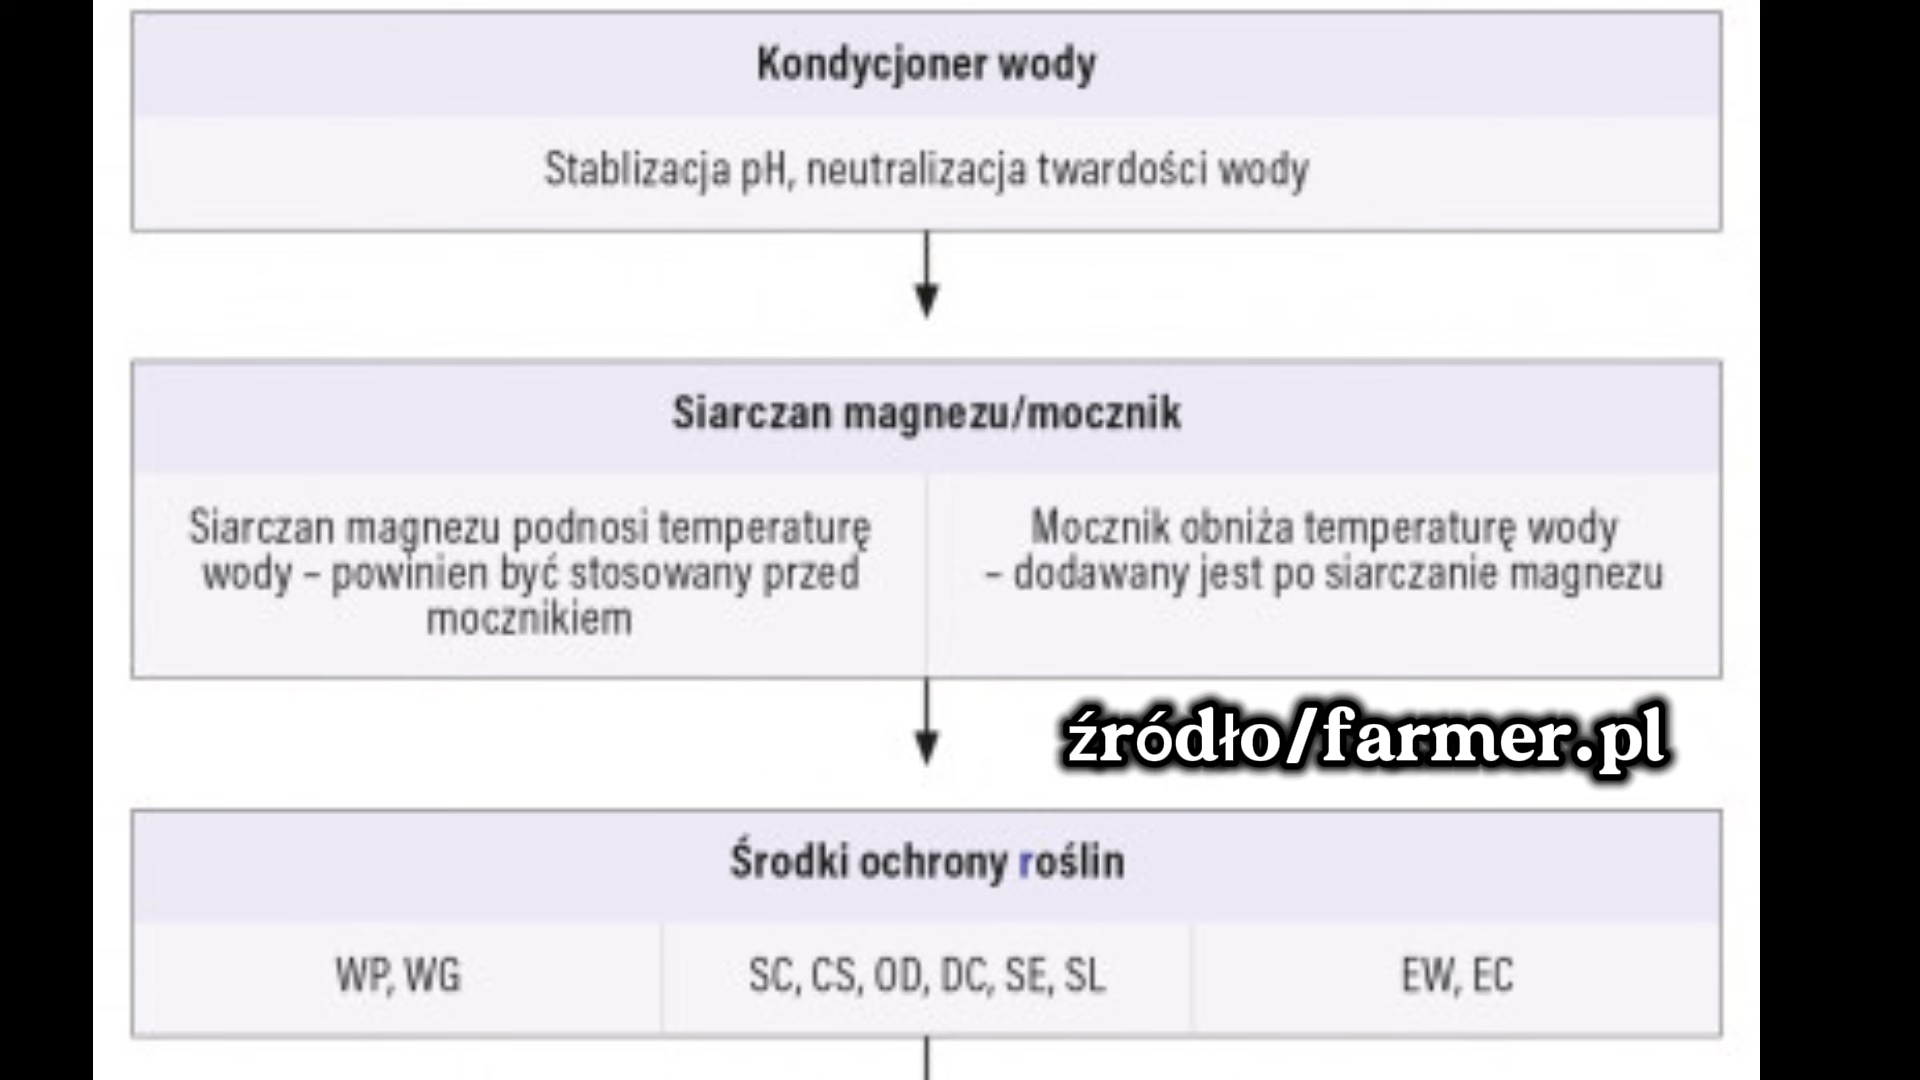 Kondycjoner wody
Stablizacja pH, neutralizacja twardości wody
Siarczan magnezu/mocznik
Siarczan magnezu podnosi temperaturę
wody – powinien być stosowany przed
mocznikiem
Mocznik obniża temperaturę wody
– dodawany jest po siarczanie magnezu
źródło/farmer.pl
Środki ochrony roślin
WP, WG
SC, CS, OD, DC, SE, SL
EW, EC